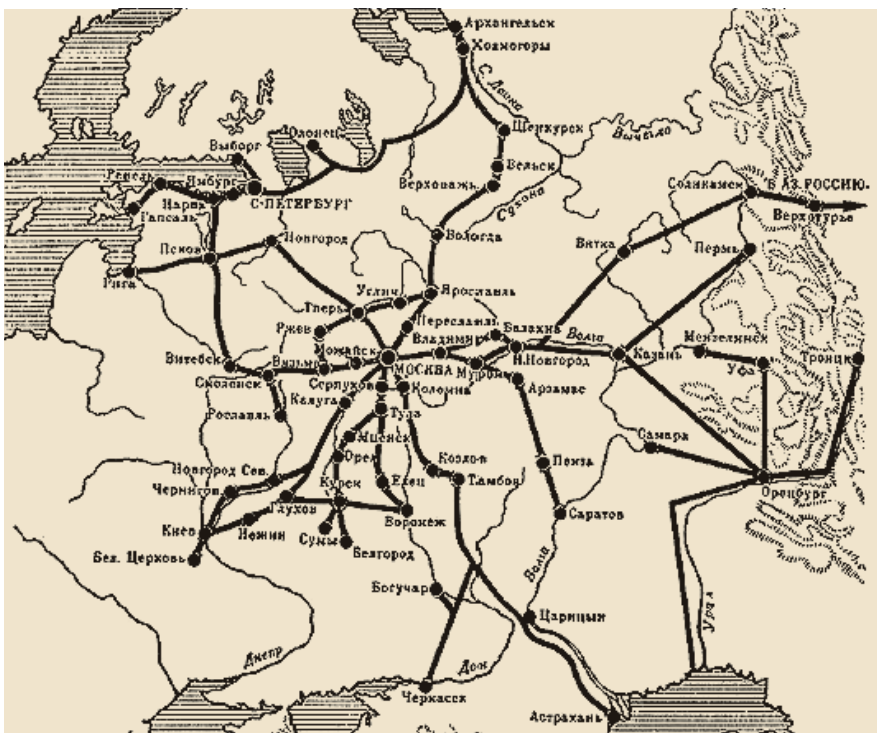 Архангельск
Холмогоры
Двина
Шенкурск
Вычегда
Олонец
Выборг
Вельск
Верховажь
Сухона
Соликамск
В АЗ. РОССИЮ.
Верхотурье
Ревель
Ямбург
Нарва
Гапсаль
С-ПЕТЕРБУРГ
Псков
Новгород
Вологда
Вятка
Пермь
Рига
Углич
Ярославль
Тверь
Ржев
Переславль
Балахна
Волга
Владимир
Можайск
Вязьма
МОСКВА
Муром
Н.Новгород
Казань
Мензелинск
Уфа
Троицк
Витебск
Смоленск
Серпухов
Коломна
Арзамас
Калуга
Рославль
Тула
Мценск
Орел
Самара
Козлов
Тамбов
Пенза
Новгород Сев.
Чернигов
Курск
Елец
Оренбург
Глухов
Воронеж
Саратов
Киев
Нежин
Сумы
Белгород
Бел. Церковь
Волга
Богучар
Царицын
Урал
Днепр
Дон
Черкасск
Астрахань